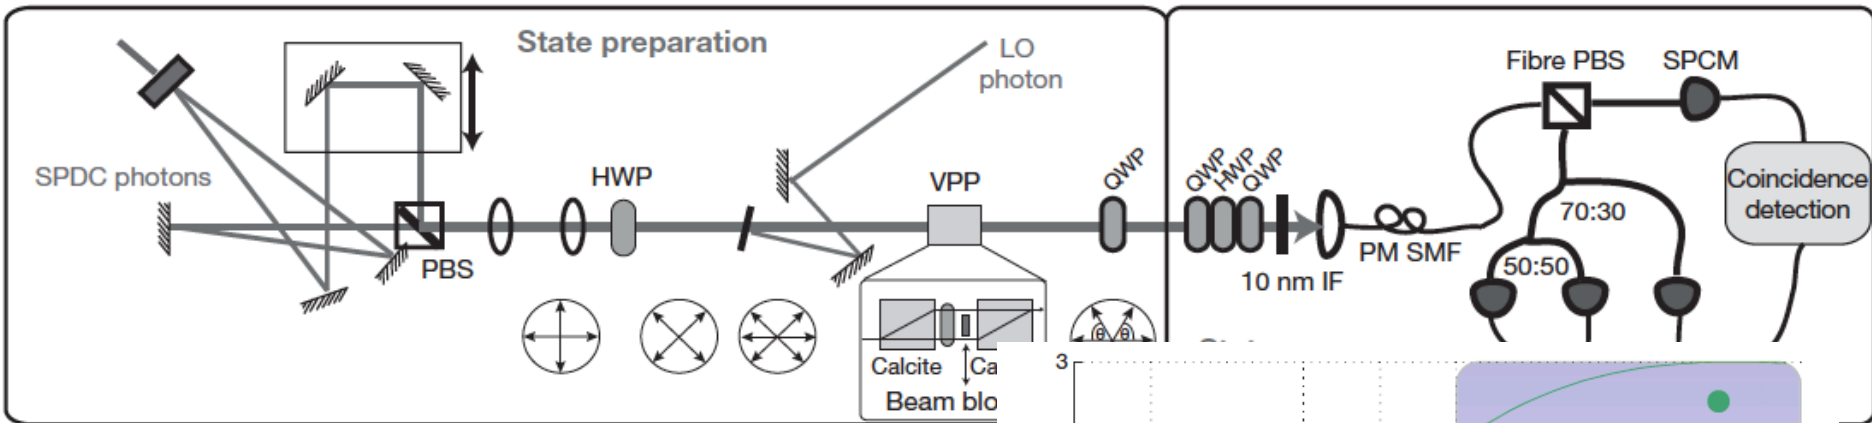 State preparation
LO
photon
Fibre PBS
SPCM
SPDC photons
HWP
VPP
QWP
QWP
HWP
QWP
Coincidence
detection
70:30
PBS
PM SMF
10 nm IF
50:50
θ θ
Calcite
Ca
Beam blo
3